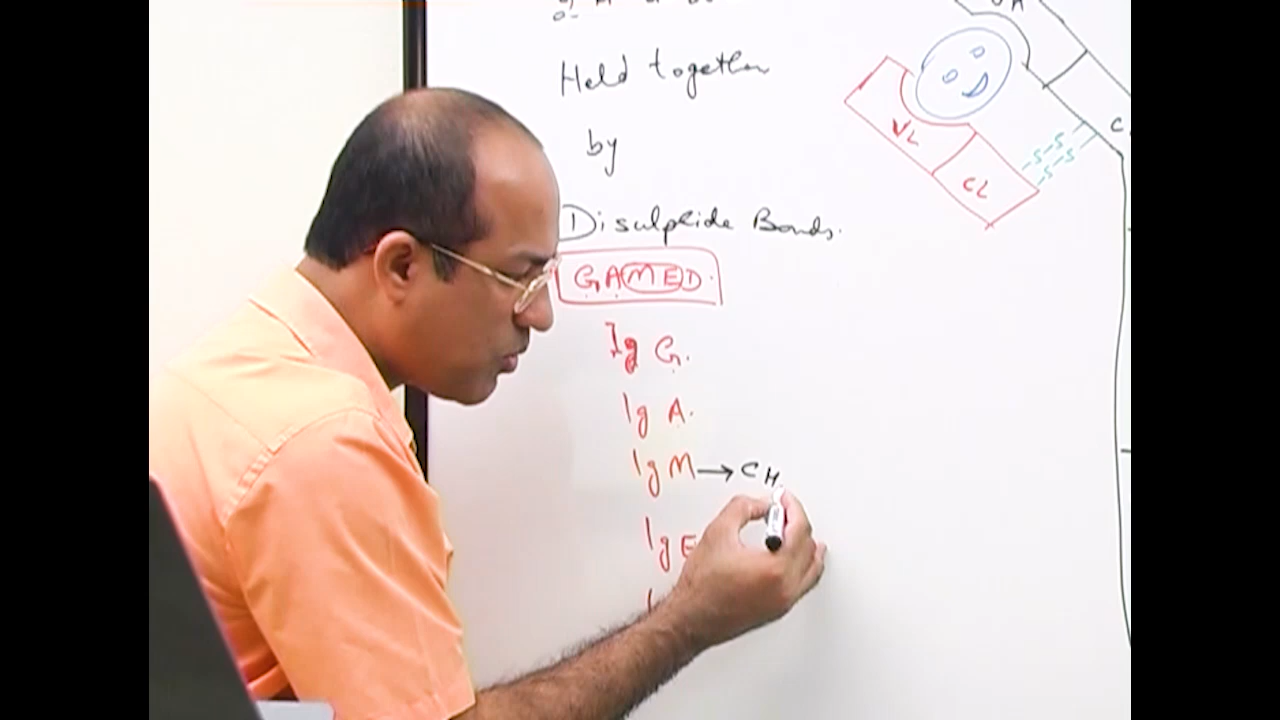 Held together
by
Disulphide Bonds.
GAMED.
Ig G.
Ig A.
Ig M → CH
Ig E
VL
CL
S-S
S-S
C